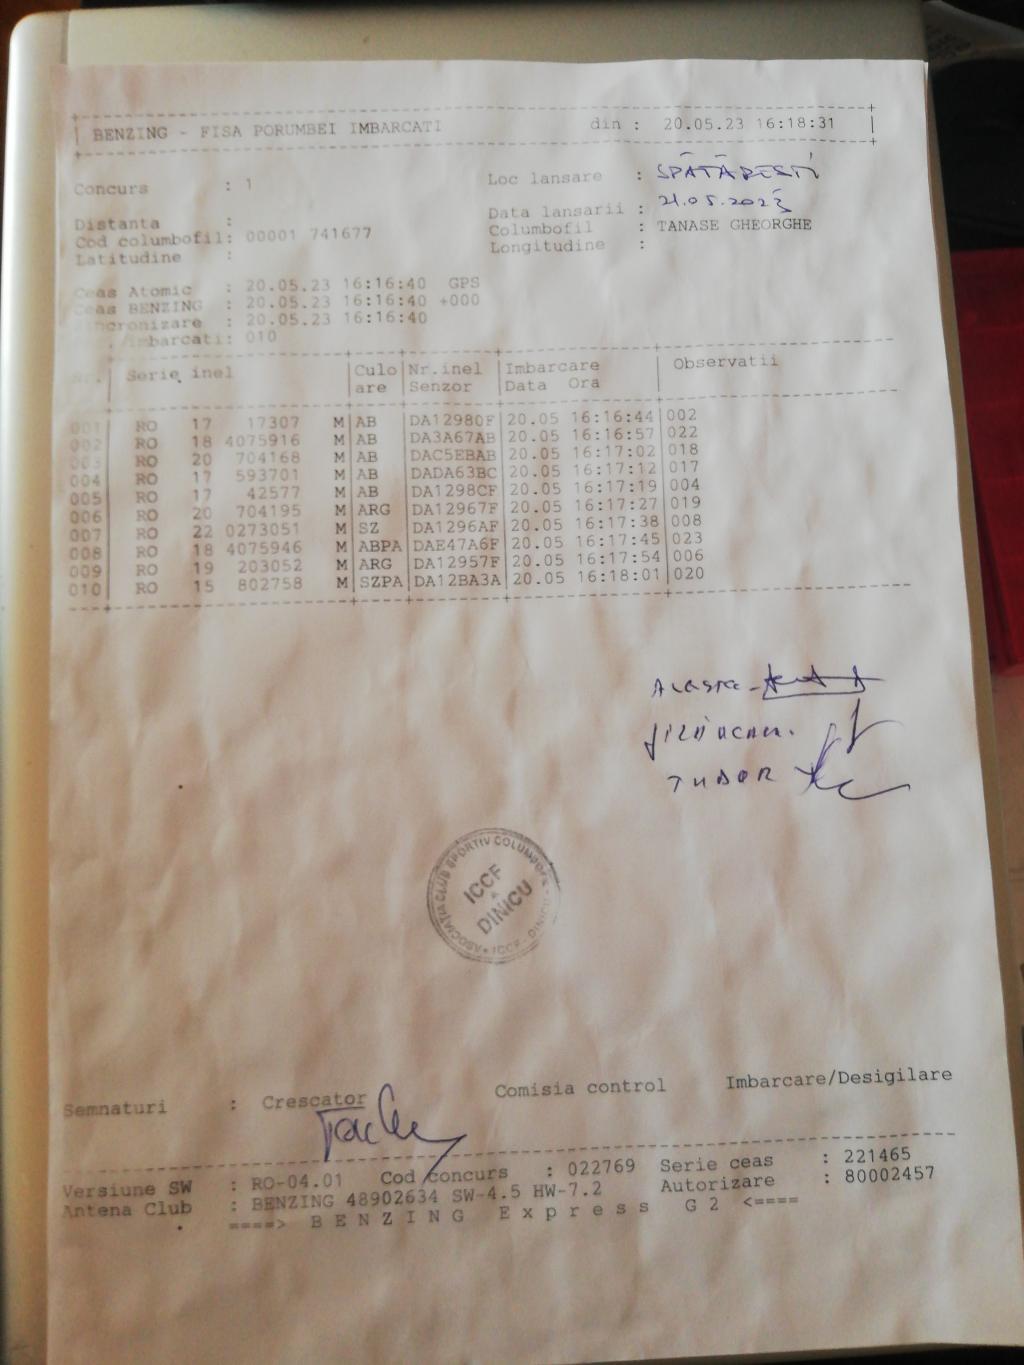 BENZING - FISA PORUMBEI IMBARCATI din : 20.05.23 16:18:31
Concurs : 1 Loc lansare : SPĂTĂREȘTI
Data lansarii : 21.05.2023
Distanta : Columbofil : TANASE GHEORGHE
Cod columbofil: 00001 741677 Longitudine :
Latitudine :
Ceas Atomic : 20.05.23 16:16:40 GPS
Ceas BENZING : 20.05.23 16:16:40 +000
Sincronizare : 20.05.23 16:16:40
/imbarcati: 010
Nr. Serie inel Culo Nr.inel Imbarcare Observatii
are Senzor Data Ora
001 RO 17 17307 M AB DA12980F 20.05 16:16:44 002
002 RO 18 4075916 M AB DA3A67AB 20.05 16:16:57 022
003 RO 20 704168 M AB DAC5EBAB 20.05 16:17:02 018
004 RO 17 593701 M AB DADA63BC 20.05 16:17:12 017
005 RO 17 42577 M AB DA1298CF 20.05 16:17:19 004
006 RO 20 704195 M ARG DA12967F 20.05 16:17:27 019
007 RO 22 0273051 M SZ DA1296AF 20.05 16:17:38 008
008 RO 18 4075946 M ABPA DAE47A6F 20.05 16:17:45 023
009 RO 19 203052 M ARG DA12957F 20.05 16:17:54 006
010 RO 15 802758 M SZPA DA12BA3A 20.05 16:18:01 020
TUDOR
ASOCIATIA CLUB SPORTIV COLUMBOFIL
ICCF
DINICU
ICCF - DINICU
Semnaturi : Crescator Comisia control Imbarcare/Desigilare
Versiune SW : RO-04.01 Cod concurs : 022769 Serie ceas : 221465
Antena Club : BENZING 48902634 SW-4.5 HW-7.2 Autorizare : 80002457
====> B E N Z I N G E x p r e s s G 2 <====